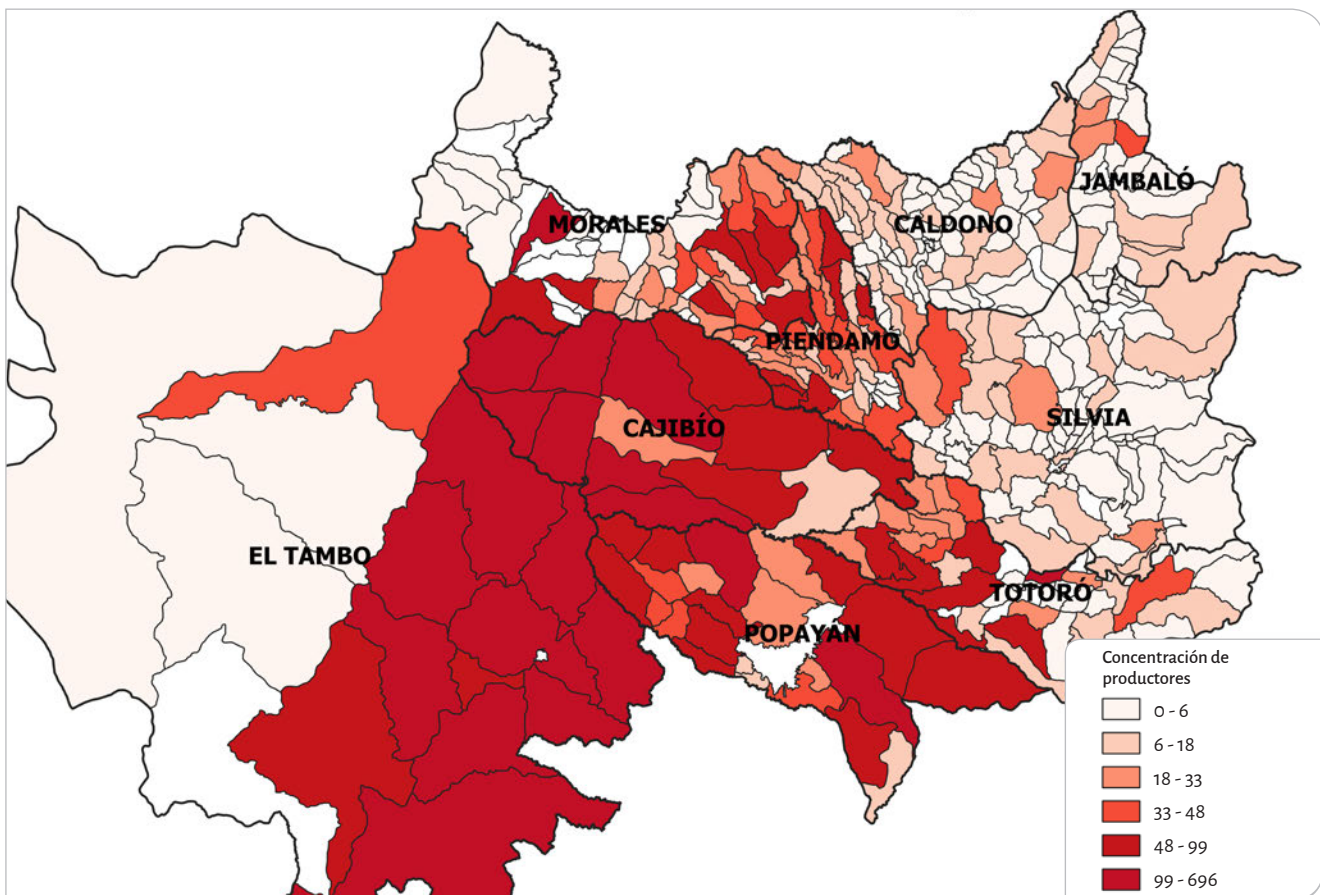 JAMBALÓ
MORALES
CALDONO
PIENDAMÓ
SILVIA
CAJIBÍO
EL TAMBO
TOTORÓ
POPAYÁN
Concentración de
productores
0 - 6
6 - 18
18 - 33
33 - 48
48 - 99
99 - 696